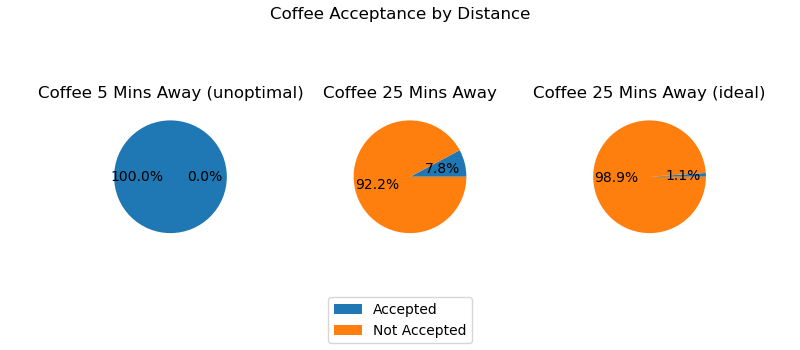 Coffee Acceptance by Distance
Coffee 5 Mins Away (unoptimal)
100.0%
0.0%
Coffee 25 Mins Away
7.8%
92.2%
Coffee 25 Mins Away (ideal)
1.1%
98.9%
Accepted
Not Accepted